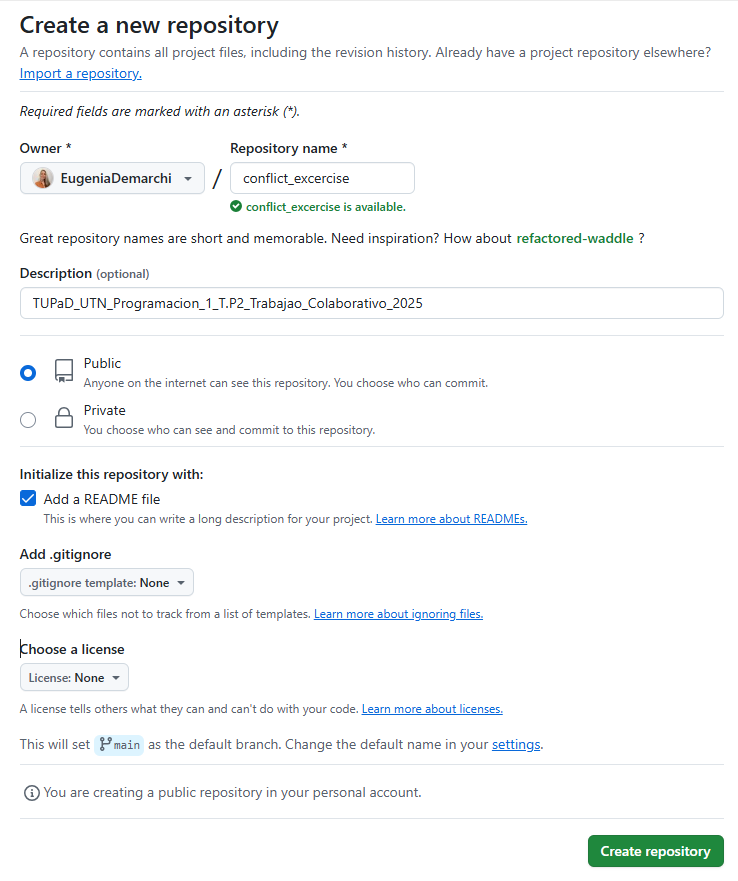 Create a new repository
A repository contains all project files, including the revision history. Already have a project repository elsewhere?
Import a repository.
Required fields are marked with an asterisk (*).
Owner *
Repository name *
EugeniaDemarchi
/
conflict_excercise
conflict_excercise is available.
Great repository names are short and memorable. Need inspiration? How about refactored-waddle ?
Description (optional)
TUPaD_UTN_Programacion_1_T.P2_Trabajao_Colaborativo_2025
Public
Anyone on the internet can see this repository. You choose who can commit.
Private
You choose who can see and commit to this repository.
Initialize this repository with:
Add a README file
This is where you can write a long description for your project. Learn more about READMEs.
Add .gitignore
.gitignore template: None
Choose which files not to track from a list of templates. Learn more about ignoring files.
Choose a license
License: None
A license tells others what they can and can't do with your code. Learn more about licenses.
This will set main as the default branch. Change the default name in your settings.
You are creating a public repository in your personal account.
Create repository